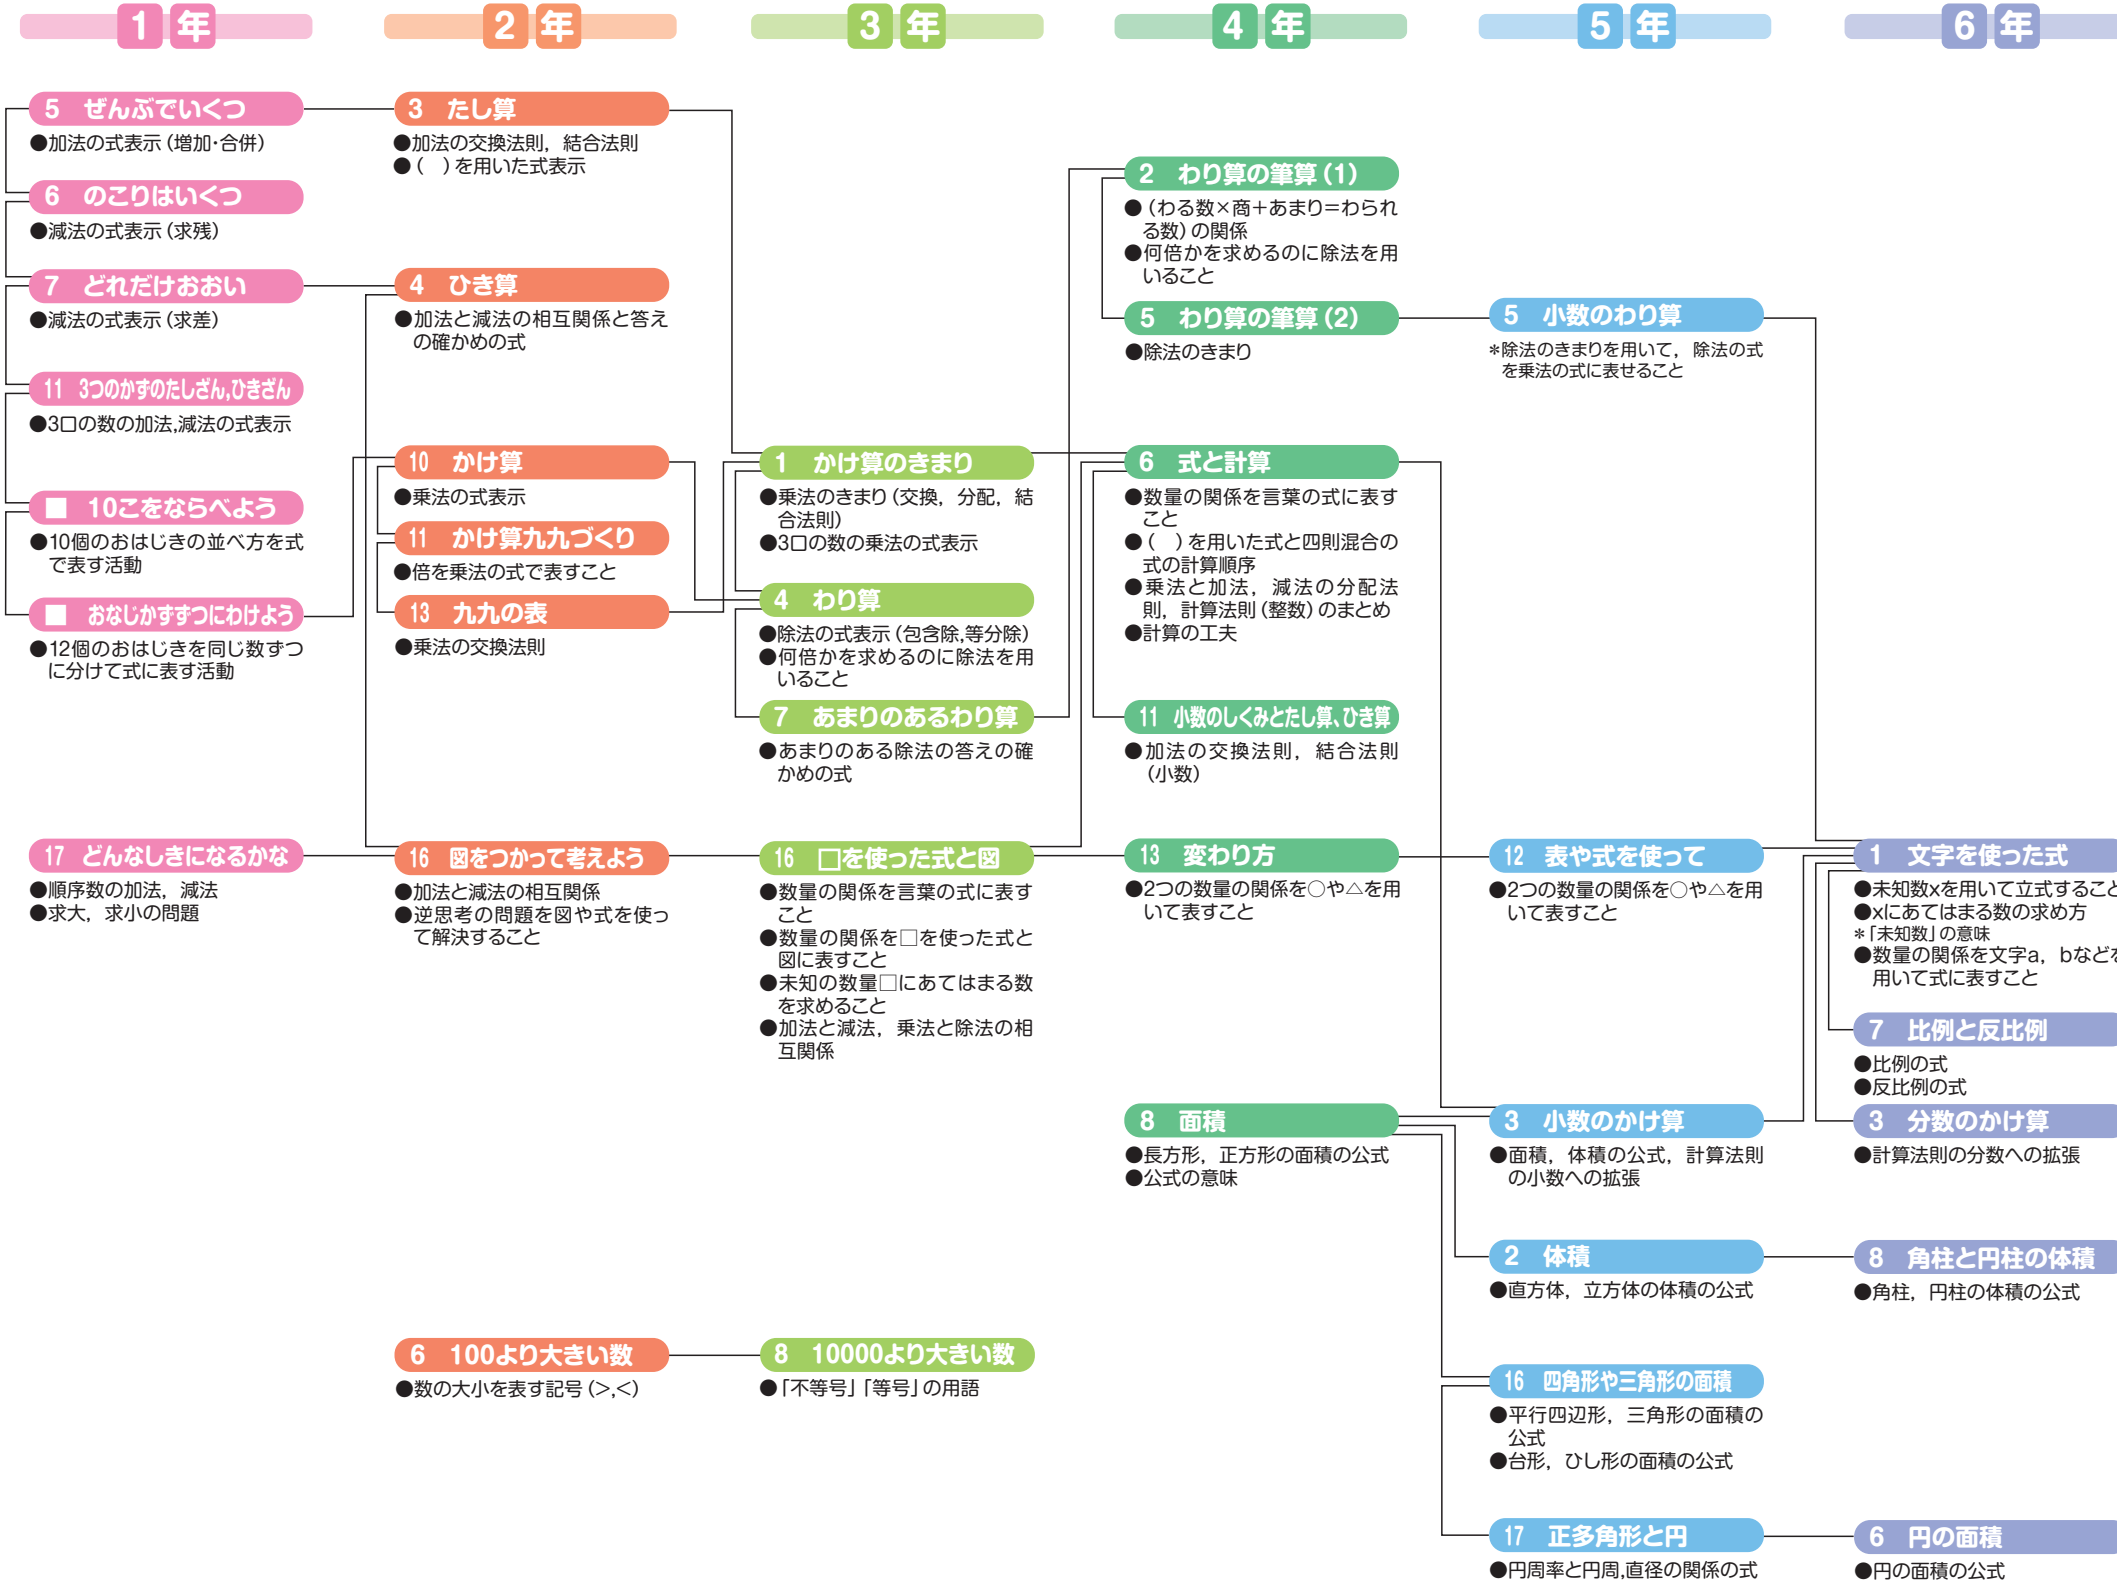 1 年
2 年
3 年
4 年
5 年
6 年
5 ぜんぶでいくつ
●加法の式表示（増加・合併）
6 のこりはいくつ
●減法の式表示（求残）
7 どれだけおおい
●減法の式表示（求差）
11 3つのかずのたしざん,ひきざん
●3口の数の加法,減法の式表示
■ 10こをならべよう
●10個のおはじきの並べ方を式
で表す活動
■ おなじかずずつにわけよう
●12個のおはじきを同じ数ずつ
に分けて式に表す活動
17 どんなしきになるかな
●順序数の加法，減法
●求大，求小の問題
3 たし算
●加法の交換法則，結合法則
●（ ）を用いた式表示
4 ひき算
●加法と減法の相互関係と答え
の確かめの式
10 かけ算
●乗法の式表示
11 かけ算九九づくり
●倍を乗法の式で表すこと
13 九九の表
●乗法の交換法則
16 図をつかって考えよう
●加法と減法の相互関係
●逆思考の問題を図や式を使っ
て解決すること
6 100より大きい数
●数の大小を表す記号（>,<）
1 かけ算のきまり
●乗法のきまり（交換，分配，結
合法則）
●3口の数の乗法の式表示
4 わり算
●除法の式表示（包含除,等分除）
●何倍かを求めるのに除法を用
いること
7 あまりのあるわり算
●あまりのある除法の答えの確
かめの式
16 □を使った式と図
●数量の関係を言葉の式に表す
こと
●数量の関係を□を使った式と
図に表すこと
●未知の数量□にあてはまる数
を求めること
●加法と減法，乗法と除法の相
互関係
8 10000より大きい数
●「不等号」「等号」の用語
2 わり算の筆算（1）
●（わる数×商＋あまり＝わられ
る数）の関係
●何倍かを求めるのに除法を用
いること
5 わり算の筆算（2）
●除法のきまり
6 式と計算
●数量の関係を言葉の式に表す
こと
●（ ）を用いた式と四則混合の
式の計算順序
●乗法と加法，減法の分配法
則，計算法則（整数）のまとめ
●計算の工夫
11 小数のしくみとたし算、ひき算
●加法の交換法則，結合法則
（小数）
13 変わり方
●2つの数量の関係を○や△を用
いて表すこと
8 面積
●長方形，正方形の面積の公式
●公式の意味
5 小数のわり算
＊除法のきまりを用いて，除法の式
を乗法の式に表せること
12 表や式を使って
●2つの数量の関係を○や△を用
いて表すこと
3 小数のかけ算
●面積，体積の公式，計算法則
の小数への拡張
2 体積
●直方体，立方体の体積の公式
16 四角形や三角形の面積
●平行四辺形，三角形の面積の
公式
●台形，ひし形の面積の公式
17 正多角形と円
●円周率と円周,直径の関係の式
1 文字を使った式
●未知数xを用いて立式すること
●xにあてはまる数の求め方
＊「未知数」の意味
●数量の関係を文字a，bなどを
用いて式に表すこと
7 比例と反比例
●比例の式
●反比例の式
3 分数のかけ算
●計算法則の分数への拡張
8 角柱と円柱の体積
●角柱，円柱の体積の公式
6 円の面積
●円の面積の公式